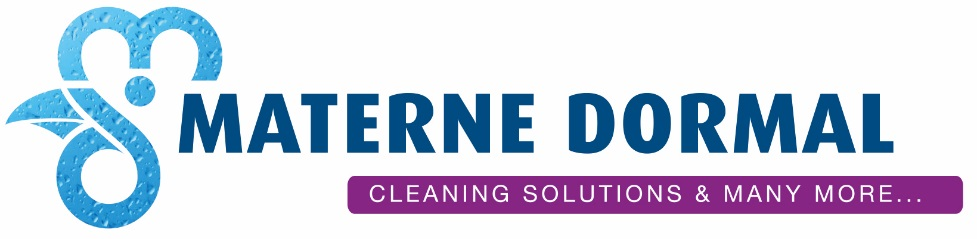 MATERNE DORMAL
CLEANING SOLUTIONS & MANY MORE...